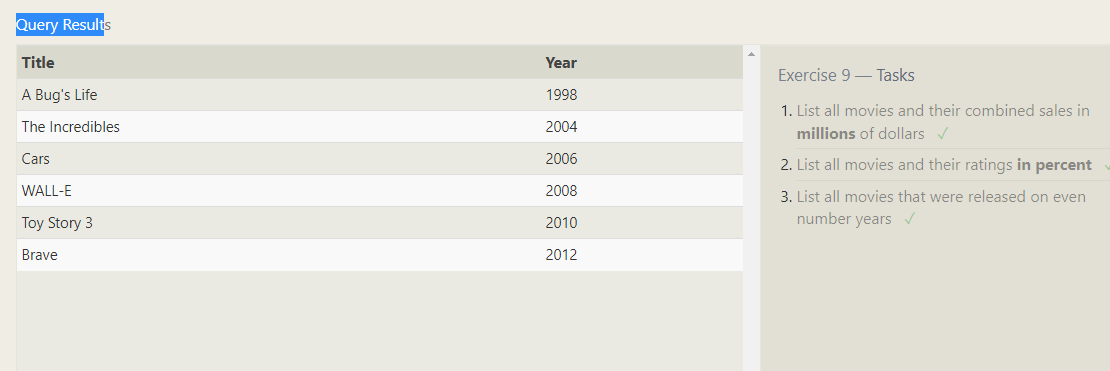 Query Results
Title Year
A Bug's Life 1998
The Incredibles 2004
Cars 2006
WALL-E 2008
Toy Story 3 2010
Brave 2012
Exercise 9 — Tasks
1. List all movies and their combined sales in
millions of dollars ✓
2. List all movies and their ratings in percent ✓
3. List all movies that were released on even
number years ✓